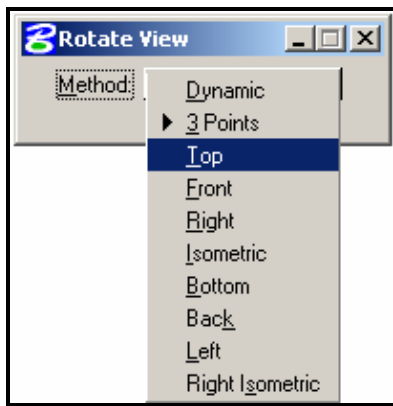 Rotate View
Method:
Dynamic
3 Points
Top
Front
Right
Isometric
Bottom
Back
Left
Right Isometric